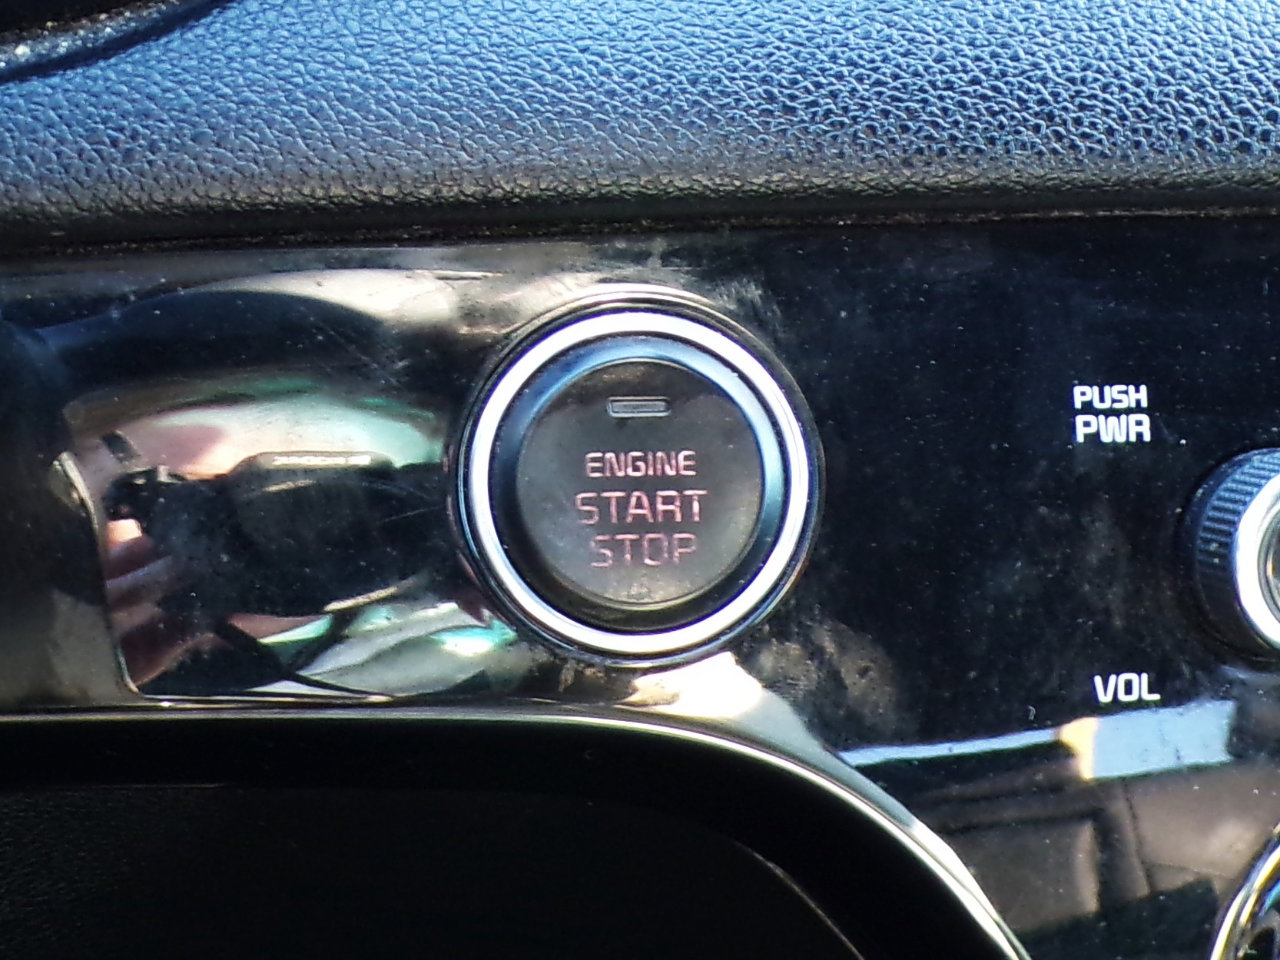 ENGINE
START
STOP
PUSH
PWR
VOL